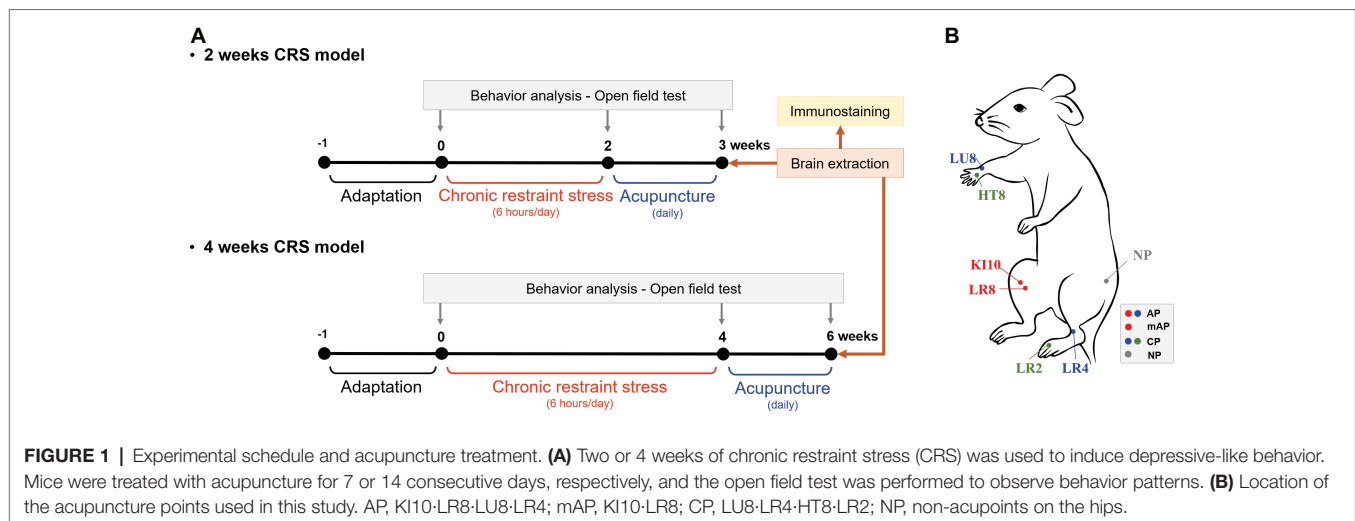 A
• 2 weeks CRS model
Behavior analysis - Open field test
-1
0
2
3 weeks
Adaptation
Chronic restraint stress
(6 hours/day)
Acupuncture
(daily)
Immunostaining
Brain extraction
• 4 weeks CRS model
Behavior analysis - Open field test
-1
0
4
6 weeks
Adaptation
Chronic restraint stress
(6 hours/day)
Acupuncture
(daily)
B
LU8
HT8
KI10
LR8
NP
LR2
LR4
AP
mAP
CP
NP
FIGURE 1 | Experimental schedule and acupuncture treatment. (A) Two or 4 weeks of chronic restraint stress (CRS) was used to induce depressive-like behavior.
Mice were treated with acupuncture for 7 or 14 consecutive days, respectively, and the open field test was performed to observe behavior patterns. (B) Location of
the acupuncture points used in this study. AP, KI10·LR8·LU8·LR4; mAP, KI10·LR8; CP, LU8·LR4·HT8·LR2; NP, non-acupoints on the hips.